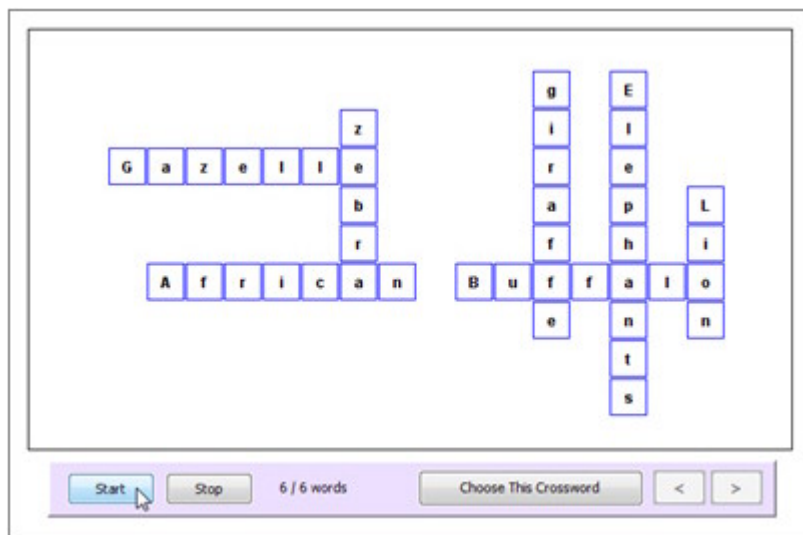 Gazelle
zebra
African
giraffe
Elephants
Buffalo
Lion
Start
Stop
6 / 6 words
Choose This Crossword
<
>